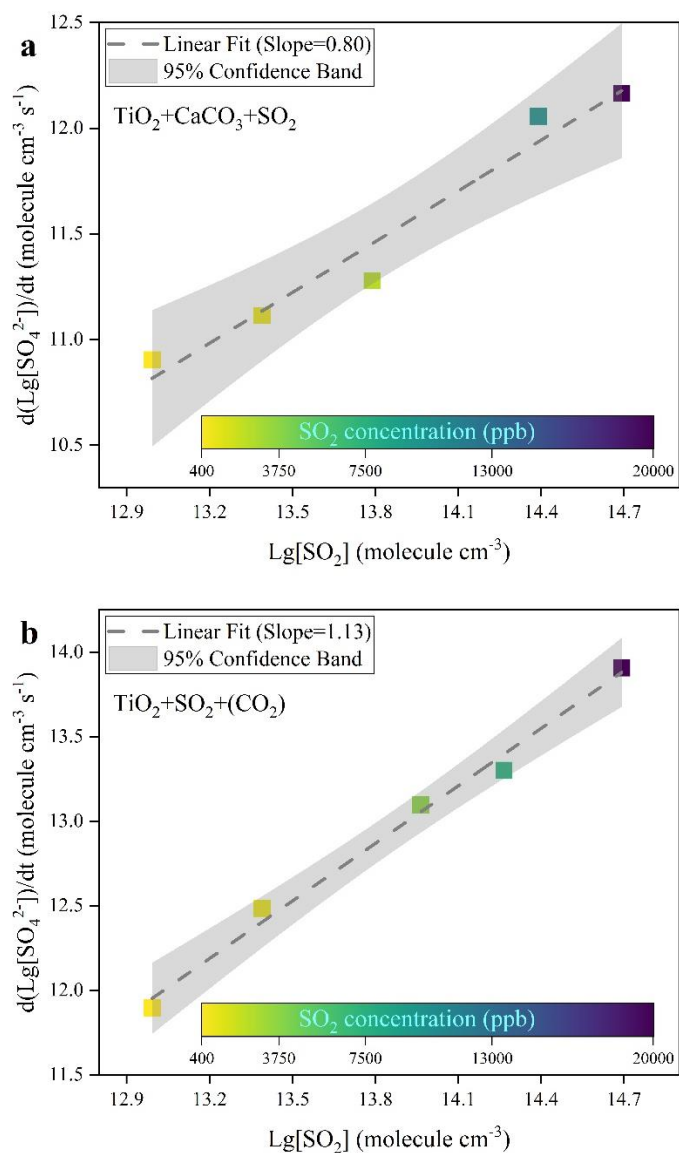 a
Linear Fit (Slope=0.80)
95% Confidence Band
TiO₂+CaCO₃+SO₂
d(Lg[SO₄²⁻])/dt (molecule cm⁻³ s⁻¹)
12.5
12.0
11.5
11.0
10.5
SO₂ concentration (ppb)
400 3750 7500 13000 20000
12.9 13.2 13.5 13.8 14.1 14.4 14.7
Lg[SO₂] (molecule cm⁻³)
b
Linear Fit (Slope=1.13)
95% Confidence Band
TiO₂+SO₂+(CO₂)
d(Lg[SO₄²⁻])/dt (molecule cm⁻³ s⁻¹)
14.0
13.5
13.0
12.5
12.0
11.5
SO₂ concentration (ppb)
400 3750 7500 13000 20000
12.9 13.2 13.5 13.8 14.1 14.4 14.7
Lg[SO₂] (molecule cm⁻³)